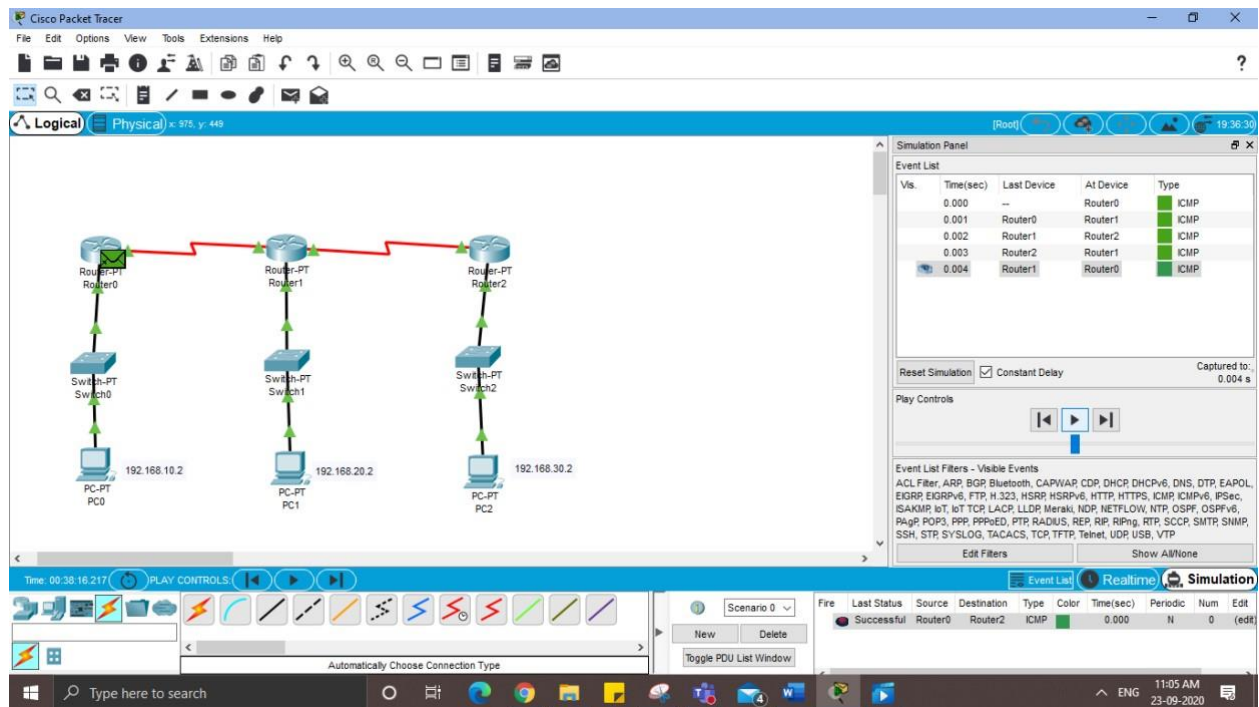 Cisco Packet Tracer
File Edit Options View Tools Extensions Help
?
Logical Physical x: 975, y: 449 [Root] 19:36:30
Simulation Panel
Event List
Vis. Time(sec) Last Device At Device Type
0.000 -- Router0 ICMP
0.001 Router0 Router1 ICMP
0.002 Router1 Router2 ICMP
0.003 Router2 Router1 ICMP
0.004 Router1 Router0 ICMP
Reset Simulation Constant Delay Captured to:
0.004 s
Play Controls
Event List Filters - Visible Events
ACL Filter, ARP, BGP, Bluetooth, CAPWAP, CDP, DHCP, DHCPv6, DNS, DTP, EAPOL,
EIGRP, EIGRPv6, FTP, H.323, HSRP, HSRPv6, HTTP, HTTPS, ICMP, ICMPv6, IPSec,
ISAKMP, IoT, IoT TCP, LACP, LLDP, Meraki, NDP, NETFLOW, NTP, OSPF, OSPFv6,
PAgP, POP3, PPP, PPPoED, PTP, RADIUS, REP, RIP, RIPng, RTP, SCCP, SMTP, SNMP,
SSH, STP, SYSLOG, TACACS, TCP, TFTP, Telnet, UDP, USB, VTP
Edit Filters Show All/None
Router-PT
Router0
Router-PT
Router1
Router-PT
Router2
Switch-PT
Switch0
Switch-PT
Switch1
Switch-PT
Switch2
192.168.10.2
PC-PT
PC0
192.168.20.2
PC-PT
PC1
192.168.30.2
PC-PT
PC2
Time: 00:38:16.217 PLAY CONTROLS: Event List Realtime Simulation
Automatically Choose Connection Type
Scenario 0
New Delete
Toggle PDU List Window
Fire Last Status Source Destination Type Color Time(sec) Periodic Num Edit
Successful Router0 Router2 ICMP 0.000 N 0 (edit)
Type here to search
4
ENG
11:05 AM
23-09-2020